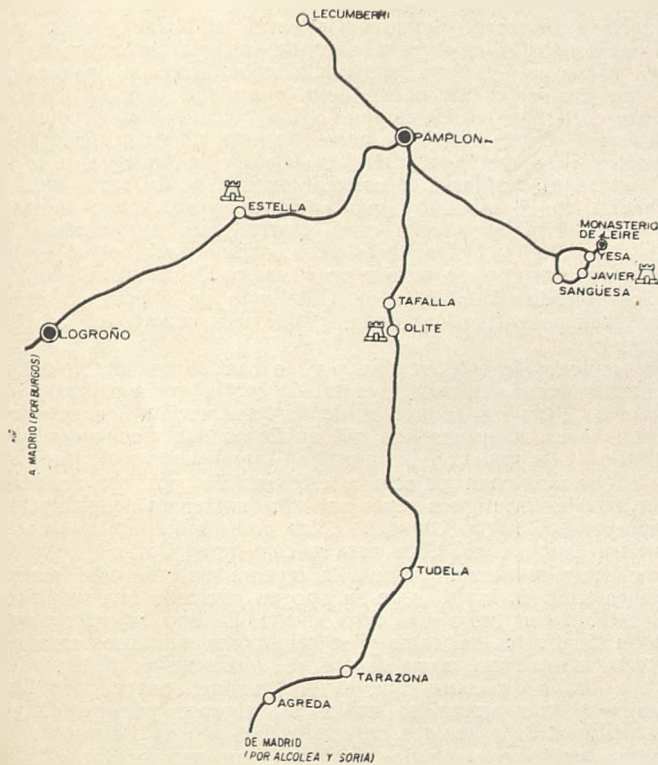 LECUMBERRI
PAMPLON
ESTELLA
MONASTERIO
DE LEIRE
YESA
JAVIER
SANGÜESA
TAFALLA
OLITE
LOGROÑO
A MADRID (POR BURGOS)
TUDELA
TARAZONA
AGREDA
DE MADRID
(POR ALCOLEA Y SORIA)